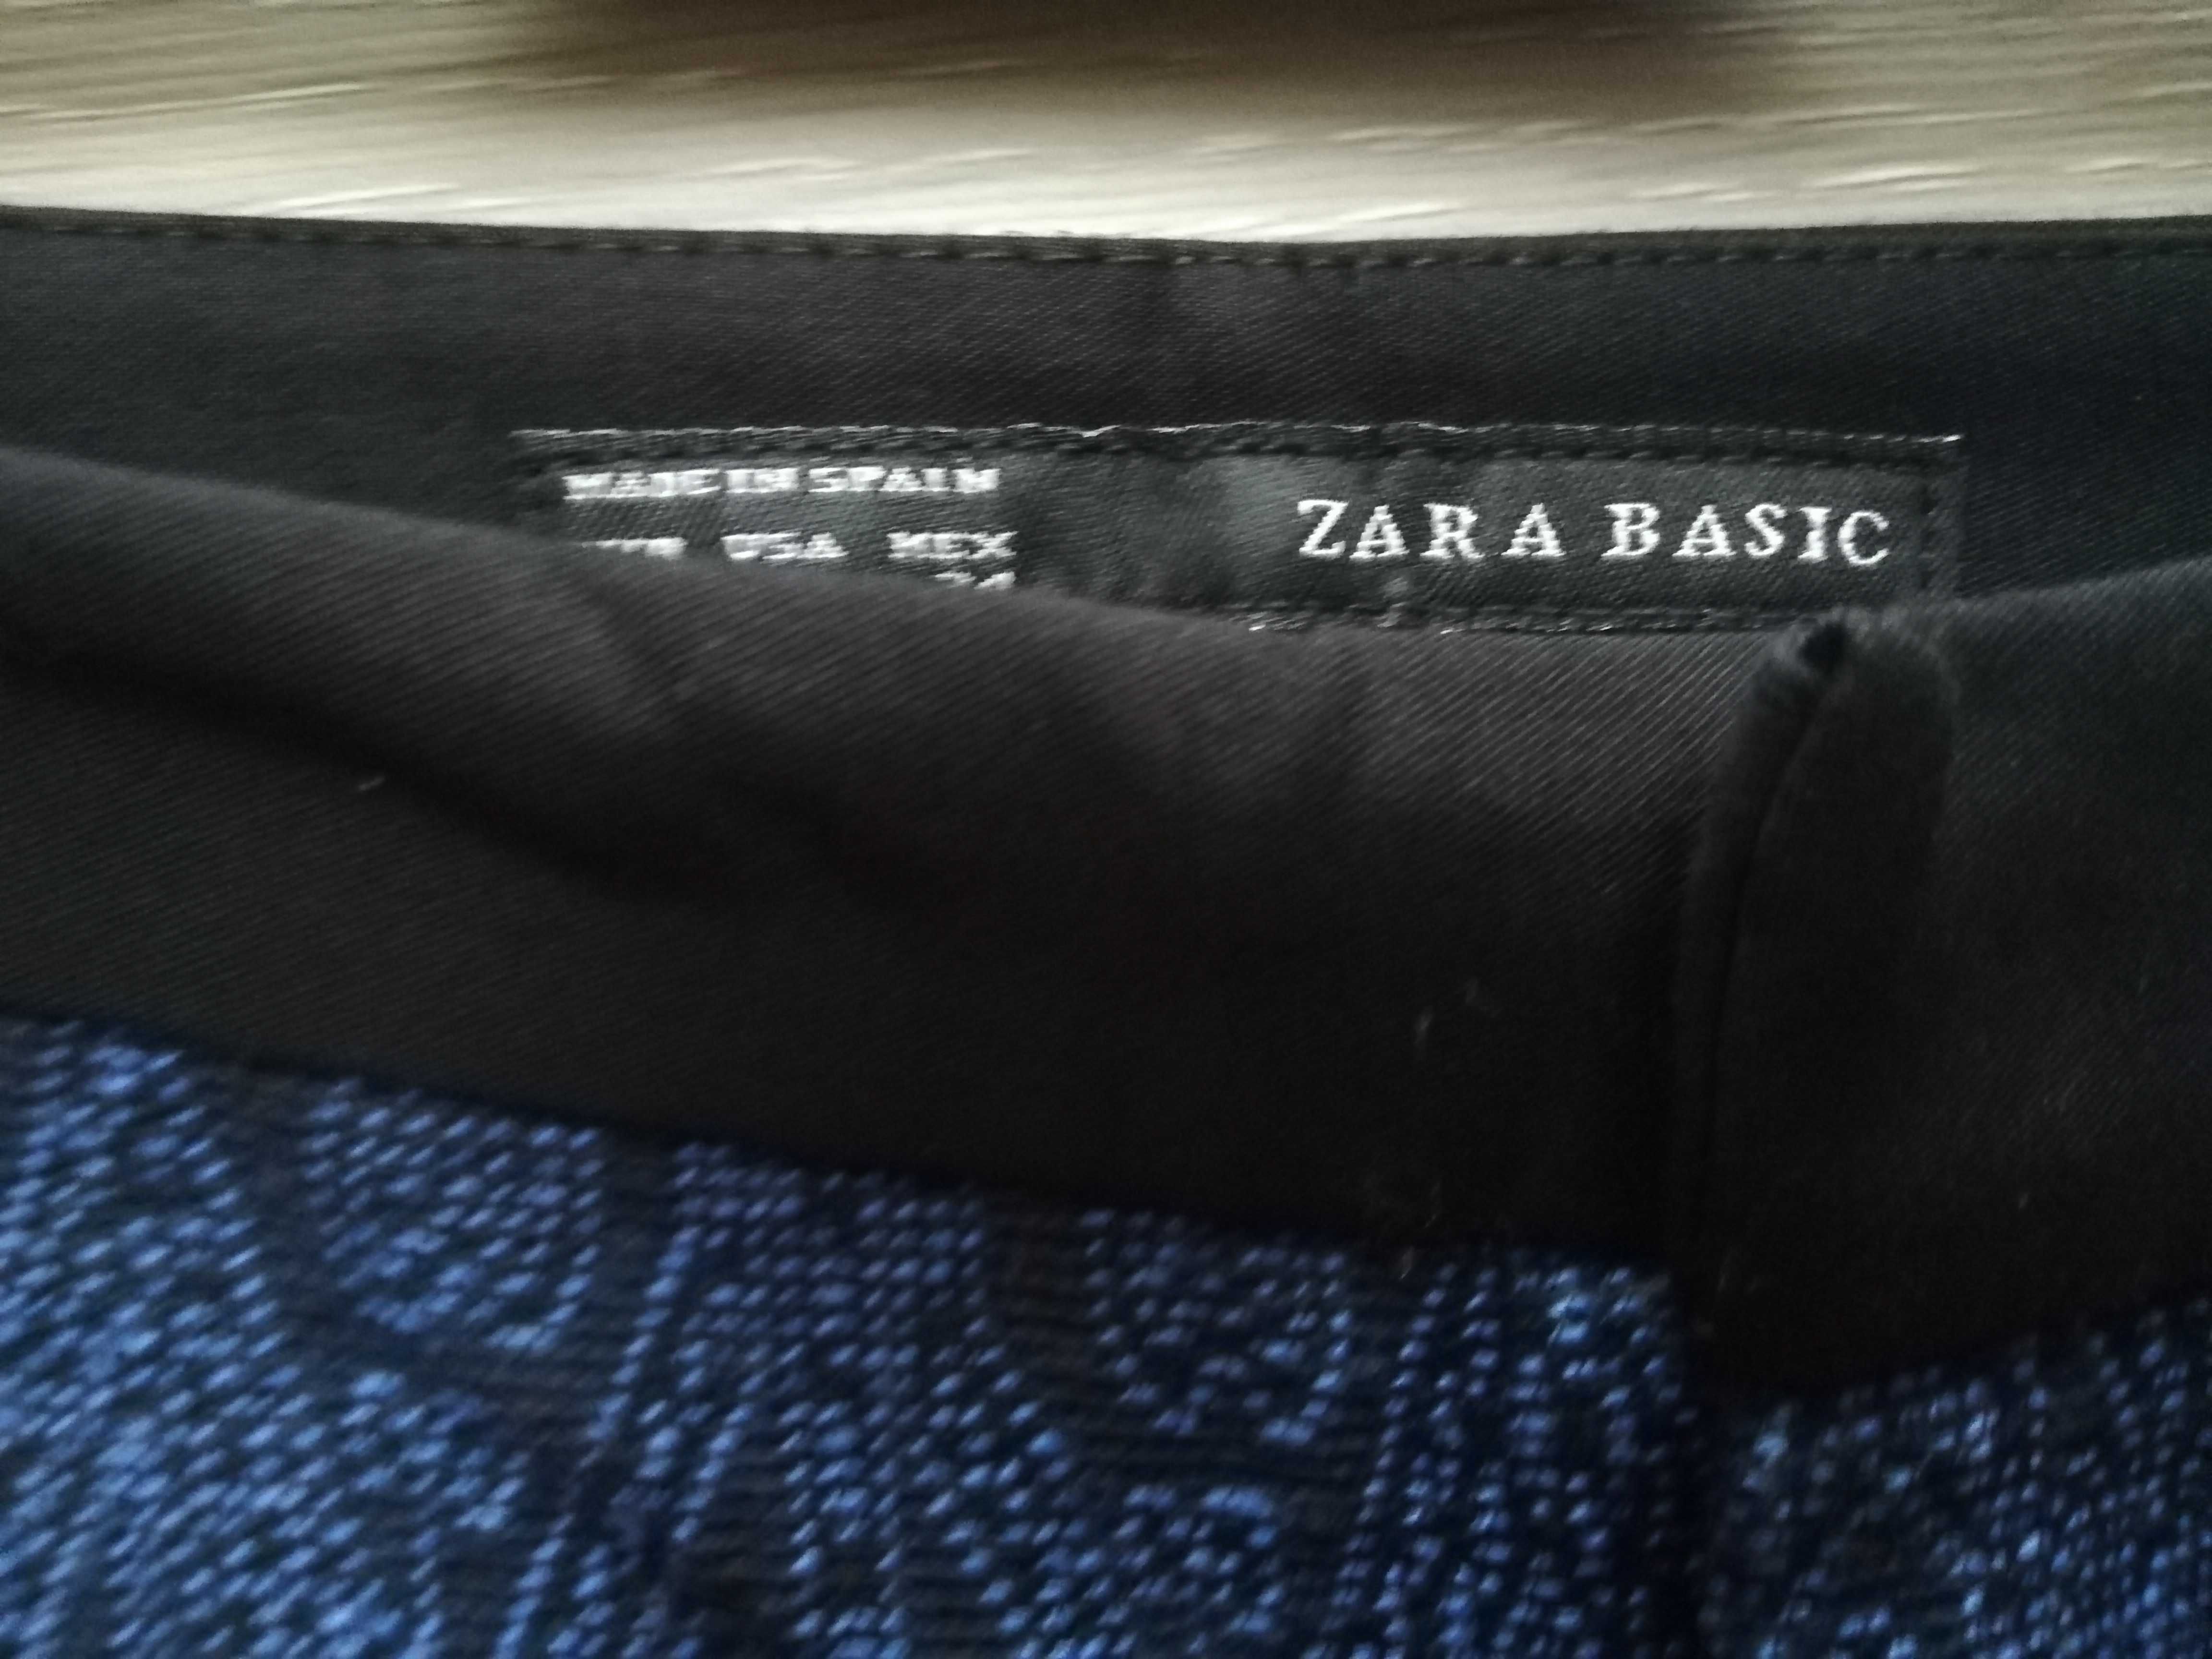 MADE IN SPAIN
USA MEX
ZARA BASIC